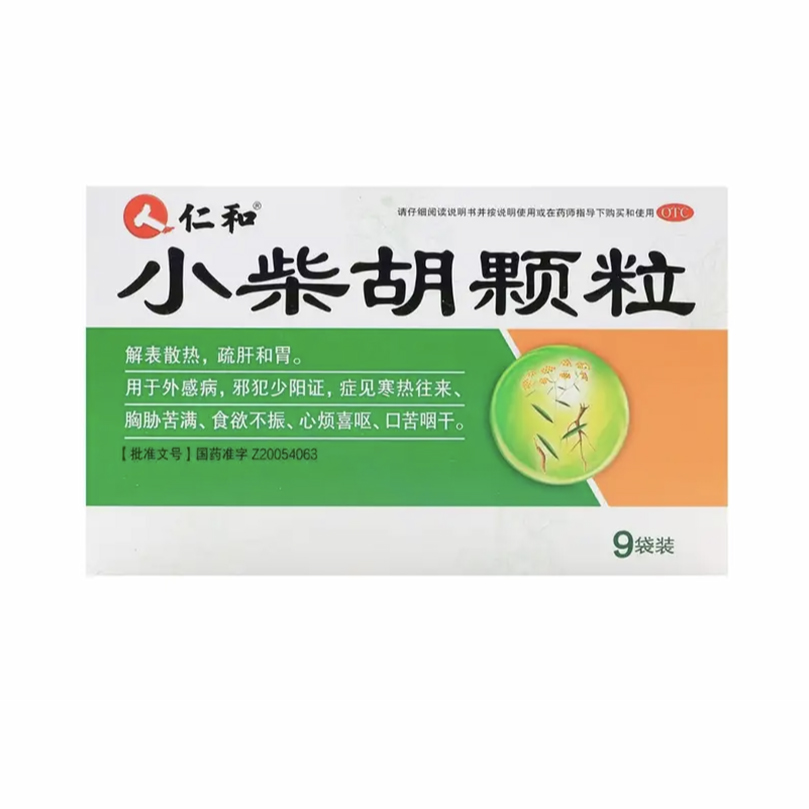 仁和®
请仔细阅读说明书并按说明使用或在药师指导下购买和使用 OTC
小柴胡颗粒
解表散热，疏肝和胃。
用于外感病，邪犯少阳证，症见寒热往来、
胸胁苦满、食欲不振、心烦喜呕、口苦咽干。
【批准文号】国药准字 Z20054063
9袋装